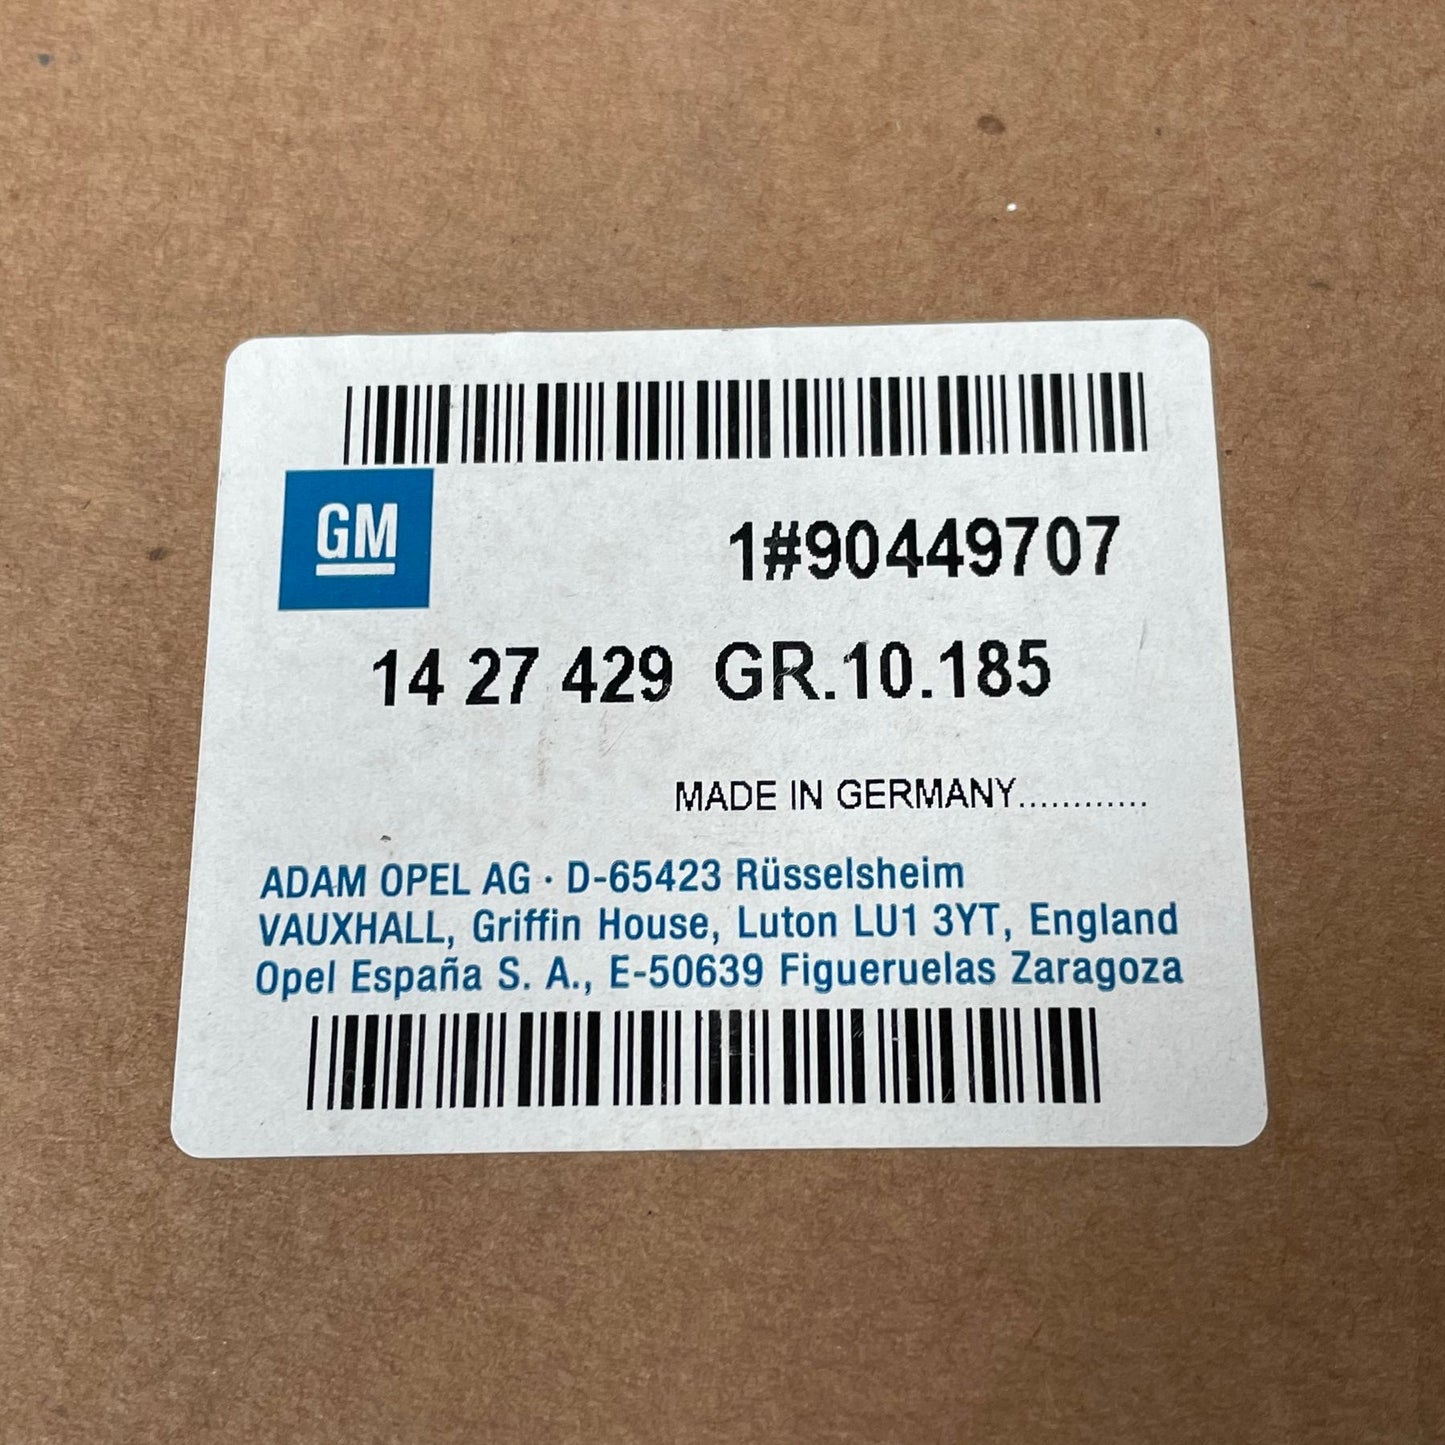 GM
1#90449707
14 27 429 GR.10.185
MADE IN GERMANY............
ADAM OPEL AG · D-65423 Rüsselsheim
VAUXHALL, Griffin House, Luton LU1 3YT, England
Opel España S. A., E-50639 Figueruelas Zaragoza